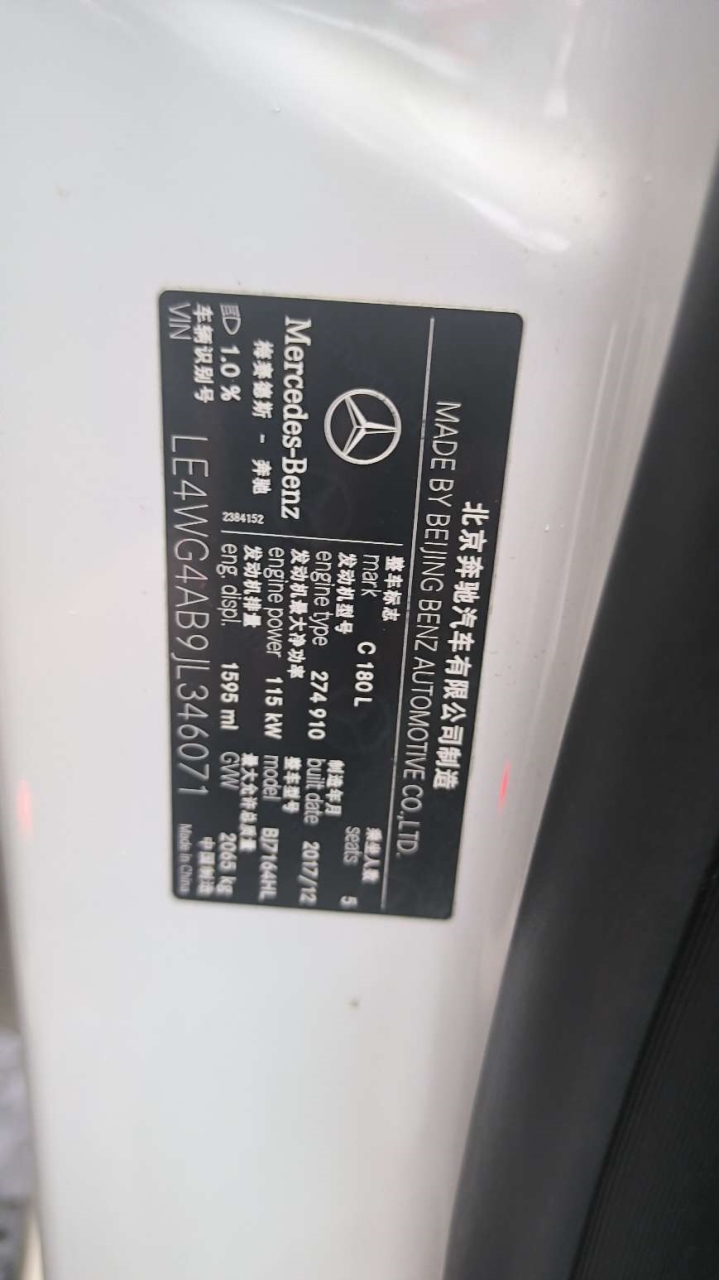 北京奔驰汽车有限公司制造
MADE BY BEIJING BENZ AUTOMOTIVE CO.,LTD.
Mercedes-Benz
梅赛德斯 - 奔驰
1.0 %
2384152
整车标志
mark C 180 L
乘坐人数
seats 5
发动机型号
engine type 274 910
制造年月
built date 2017/12
发动机最大净功率
engine power 115 kW
整车型号
model BJ7164HL
发动机排量
eng. displ. 1595 ml
最大允许总质量
GVW 2065 kg
车辆识别号
VIN LE4WG4AB9JL346071
中国制造
Made in China